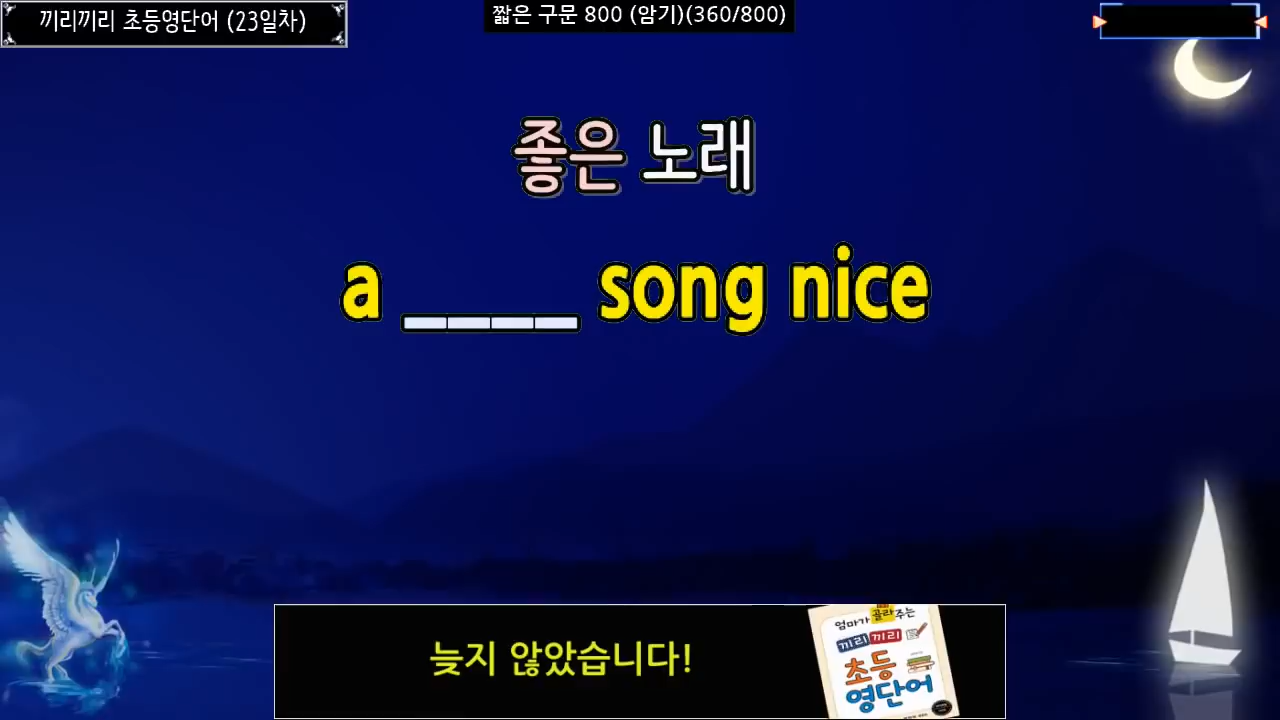 끼리끼리 초등영단어 (23일차)
짧은 구문 800 (암기)(360/800)
좋은 노래
a ____ song nice
늦지 않았습니다!
엄마가 골라주는
끼리끼리
초등
영단어